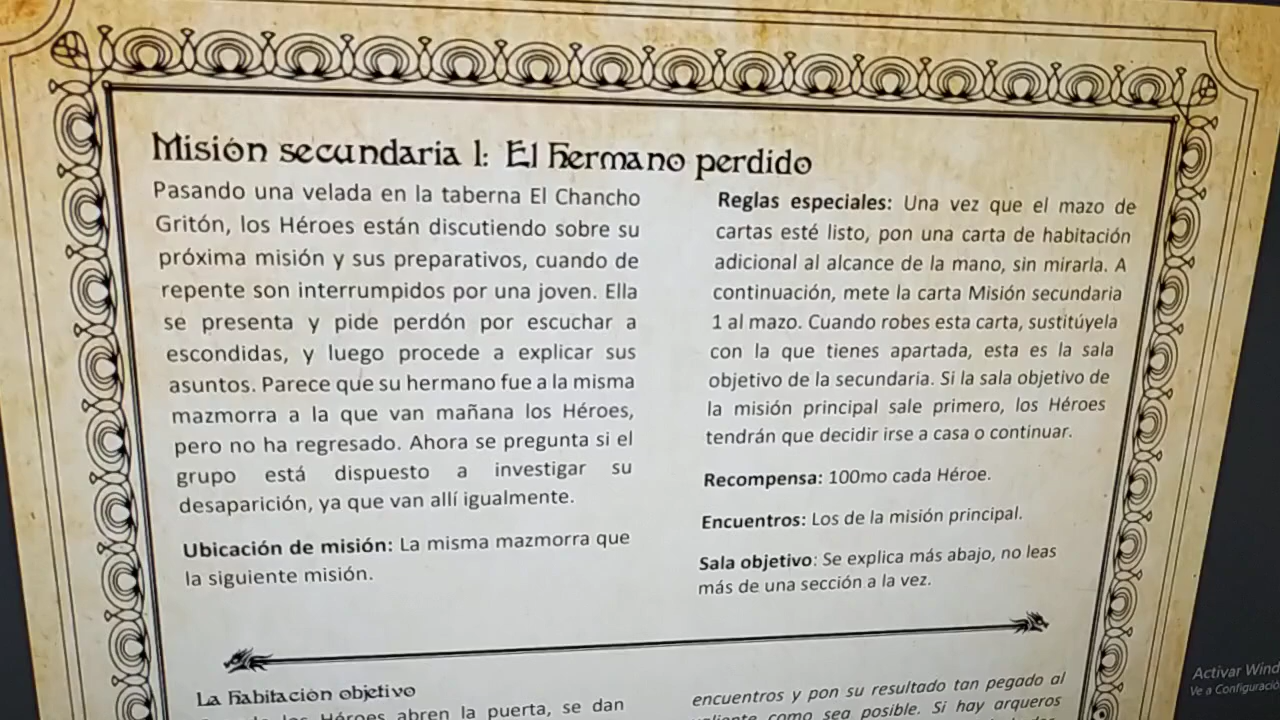 Misión secundaria 1: El hermano perdido
Pasando una velada en la taberna El Chancho
Gritón, los Héroes están discutiendo sobre su
próxima misión y sus preparativos, cuando de
repente son interrumpidos por una joven. Ella
se presenta y pide perdón por escuchar a
escondidas, y luego procede a explicar sus
asuntos. Parece que su hermano fue a la misma
mazmorra a la que van mañana los Héroes,
pero no ha regresado. Ahora se pregunta si el
grupo está dispuesto a investigar su
desaparición, ya que van allí igualmente.
Ubicación de misión: La misma mazmorra que
la siguiente misión.
Reglas especiales: Una vez que el mazo de
cartas esté listo, pon una carta de habitación
adicional al alcance de la mano, sin mirarla. A
continuación, mete la carta Misión secundaria
1 al mazo. Cuando robes esta carta, sustitúyela
con la que tienes apartada, esta es la sala
objetivo de la secundaria. Si la sala objetivo de
la misión principal sale primero, los Héroes
tendrán que decidir irse a casa o continuar.
Recompensa: 100mo cada Héroe.
Encuentros: Los de la misión principal.
Sala objetivo: Se explica más abajo, no leas
más de una sección a la vez.
La habitación objetivo
los Héroes abren la puerta, se dan
encuentros y pon su resultado tan pegado al
como sea posible. Si hay arqueros
Activar Wind
Ve a Configuració